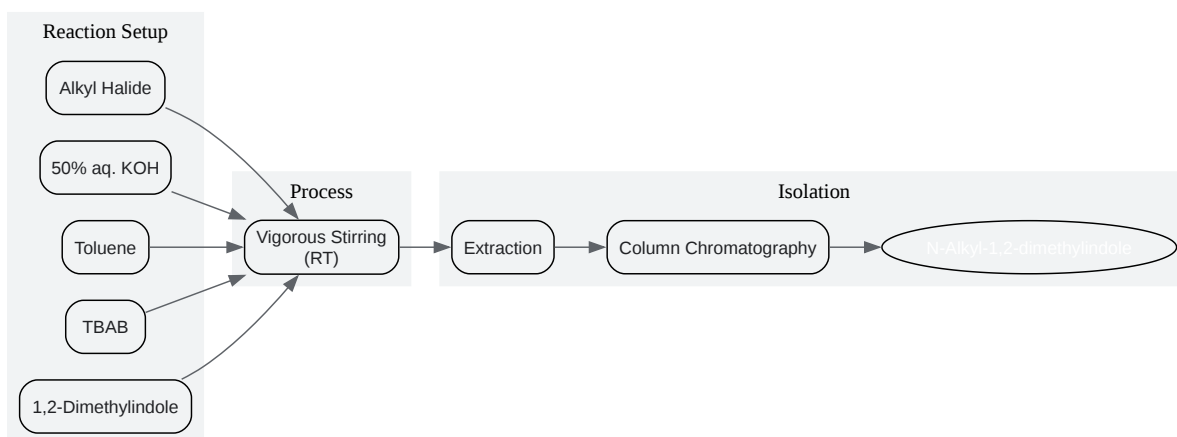 Reaction Setup
Alkyl Halide
50% aq. KOH
Toluene
TBAB
1,2-Dimethylindole
Process
Vigorous Stirring
(RT)
Isolation
Extraction
Column Chromatography
N-Alkyl-1,2-dimethylindole